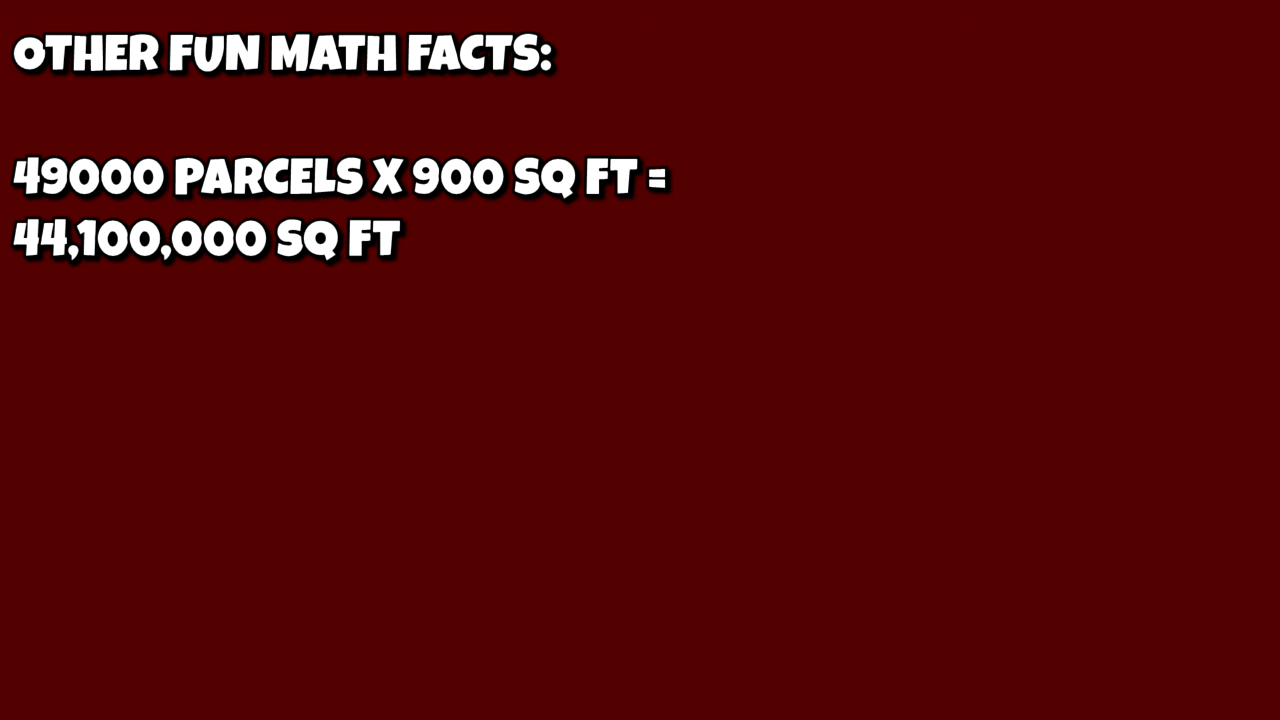 OTHER FUN MATH FACTS:
49000 PARCELS X 900 SQ FT =
44,100,000 SQ FT